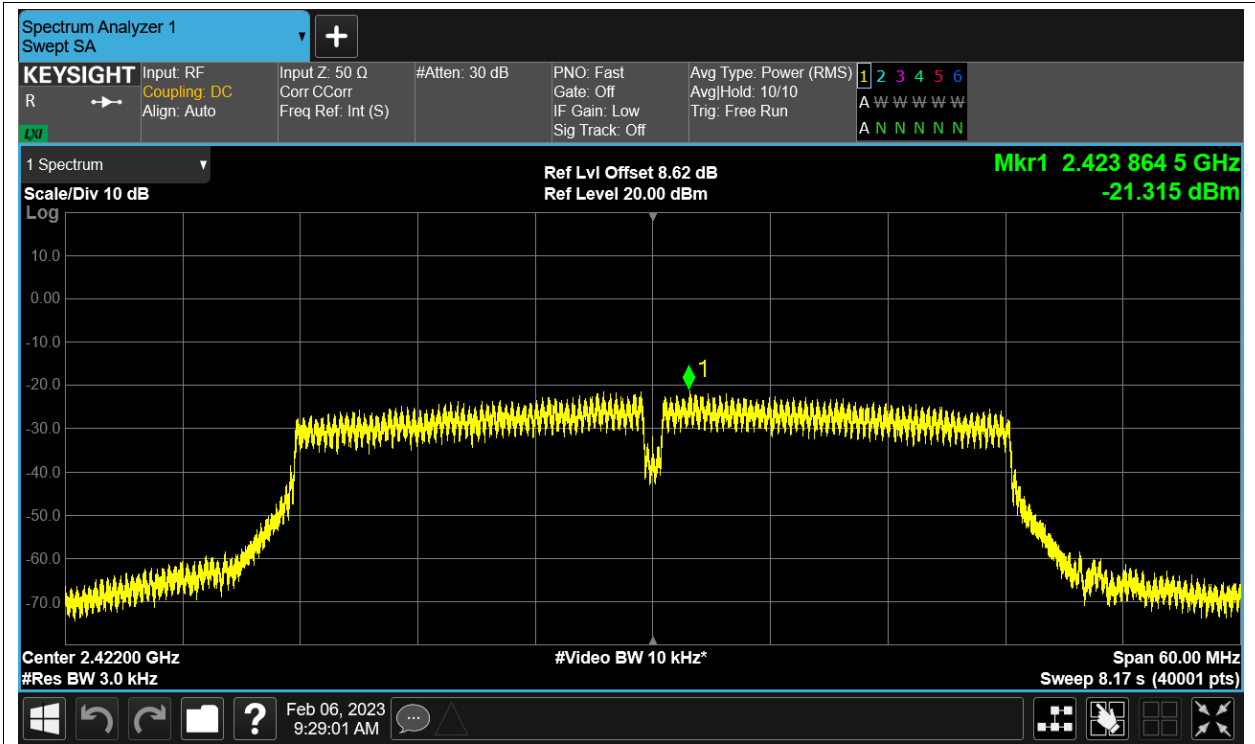 Spectrum Analyzer 1
Swept SA
KEYSIGHT
R
LXI
Input: RF
Coupling: DC
Align: Auto
Input Z: 50 Ω
Corr CCorr
Freq Ref: Int (S)
#Atten: 30 dB
PNO: Fast
Gate: Off
IF Gain: Low
Sig Track: Off
Avg Type: Power (RMS)
Avg|Hold: 10/10
Trig: Free Run
1 2 3 4 5 6
A W W W W W
A N N N N N
1 Spectrum
Scale/Div 10 dB
Log
Ref Lvl Offset 8.62 dB
Ref Level 20.00 dBm
Mkr1 2.423 864 5 GHz
-21.315 dBm
10.0
0.00
-10.0
1
-20.0
-30.0
-40.0
-50.0
-60.0
-70.0
Center 2.42200 GHz
#Res BW 3.0 kHz
#Video BW 10 kHz*
Span 60.00 MHz
Sweep 8.17 s (40001 pts)
?
Feb 06, 2023
9:29:01 AM